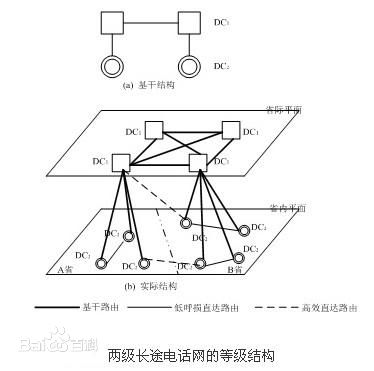 DC₁
DC₂
(a) 基干结构
省际平面
DC₁
DC₁
DC₁
DC₁
省内平面
DC₂
DC₂
DC₂
DC₂
DC₂
DC₂
DC₂
A省
B省
(b) 实际结构
基干路由
低呼损直达路由
高效直达路由
Bai百科
两级长途电话网的等级结构